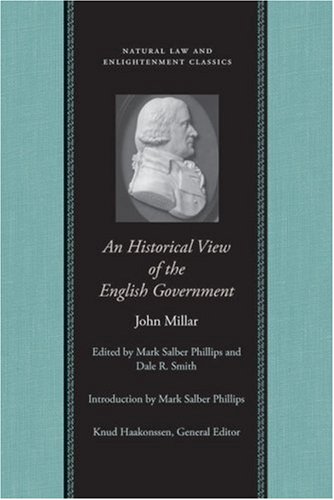 NATURAL LAW AND
ENLIGHTENMENT CLASSICS
An Historical View
of the
English Government
John Millar
Edited by Mark Salber Phillips and
Dale R. Smith
Introduction by Mark Salber Phillips
Knud Haakonssen, General Editor